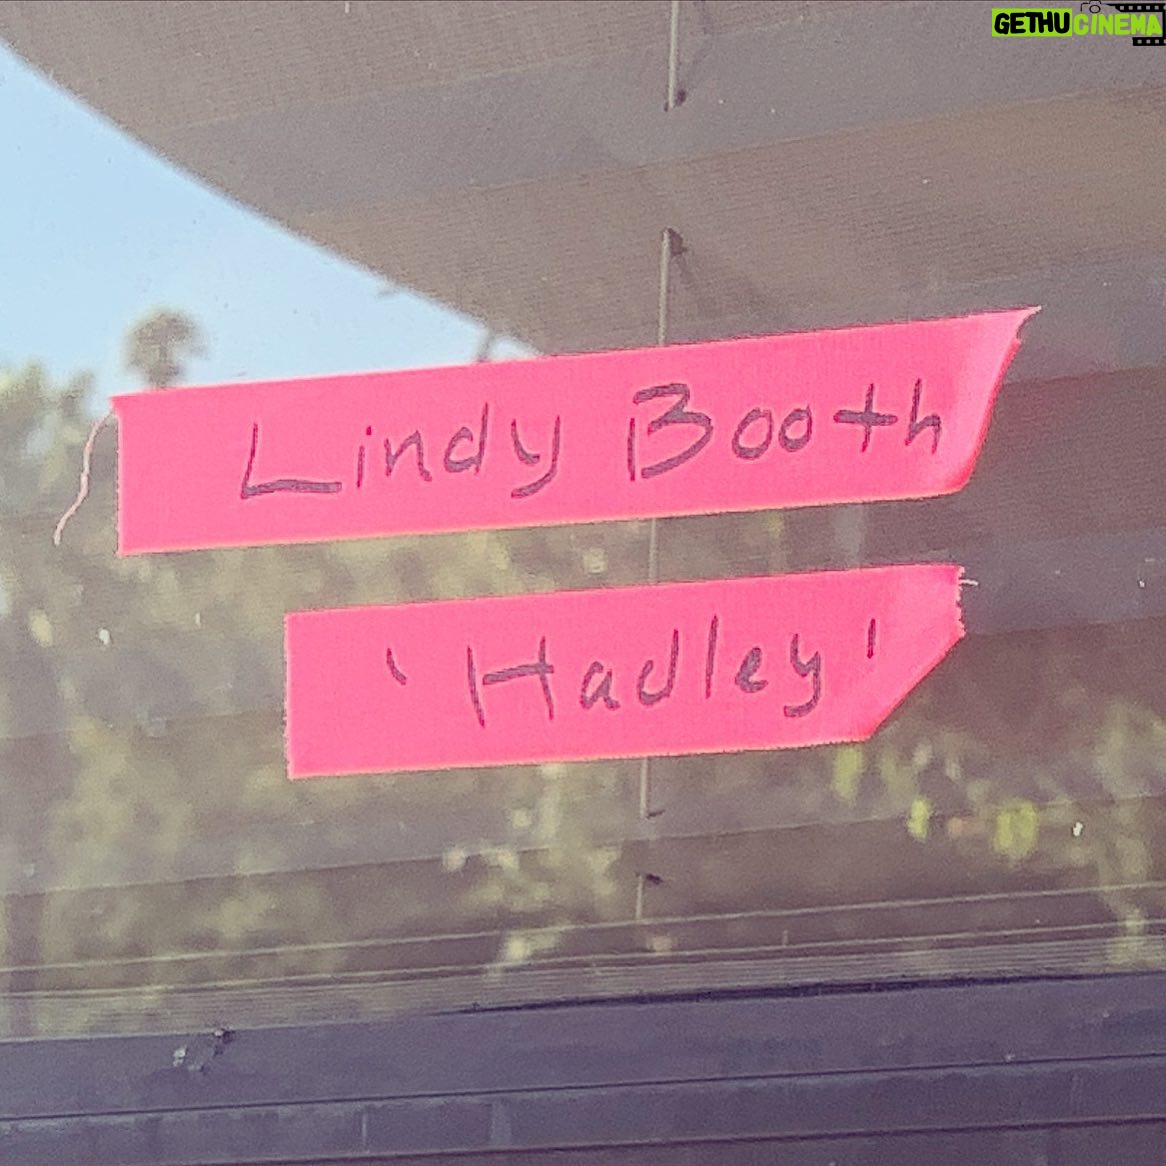 GETHUCINEMA
Lindy Booth
'Hadley'